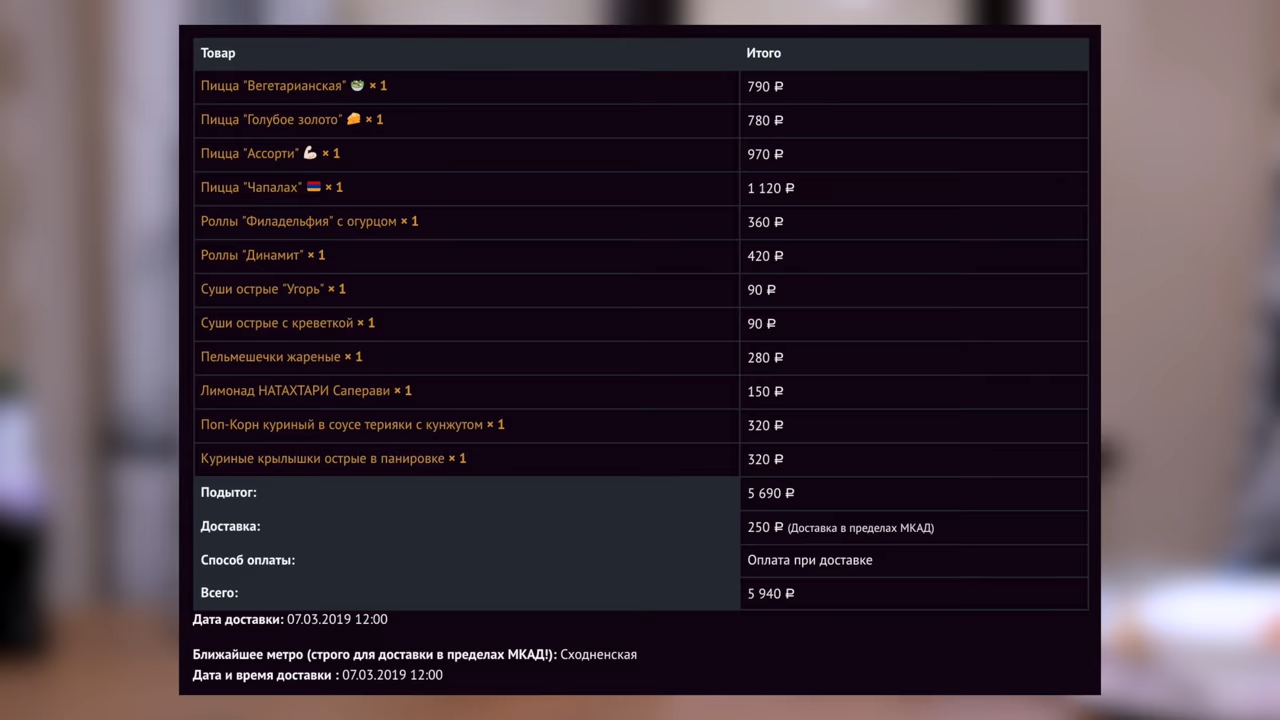 Товар Итого
Пицца "Вегетарианская" 🥗 × 1 790 ₽
Пицца "Голубое золото" 🧀 × 1 780 ₽
Пицца "Ассорти" 💪🏻 × 1 970 ₽
Пицца "Чапалах" 🇦🇲 × 1 1 120 ₽
Роллы "Филадельфия" с огурцом × 1 360 ₽
Роллы "Динамит" × 1 420 ₽
Суши острые "Угорь" × 1 90 ₽
Суши острые с креветкой × 1 90 ₽
Пельмешечки жареные × 1 280 ₽
Лимонад НАТАХТАРИ Саперави × 1 150 ₽
Поп-Корн куриный в соусе терияки с кунжутом × 1 320 ₽
Куриные крылышки острые в панировке × 1 320 ₽
Подытог: 5 690 ₽
Доставка: 250 ₽ (Доставка в пределах МКАД)
Способ оплаты: Оплата при доставке
Всего: 5 940 ₽
Дата доставки: 07.03.2019 12:00
Ближайшее метро (строго для доставки в пределах МКАД!): Сходненская
Дата и время доставки : 07.03.2019 12:00